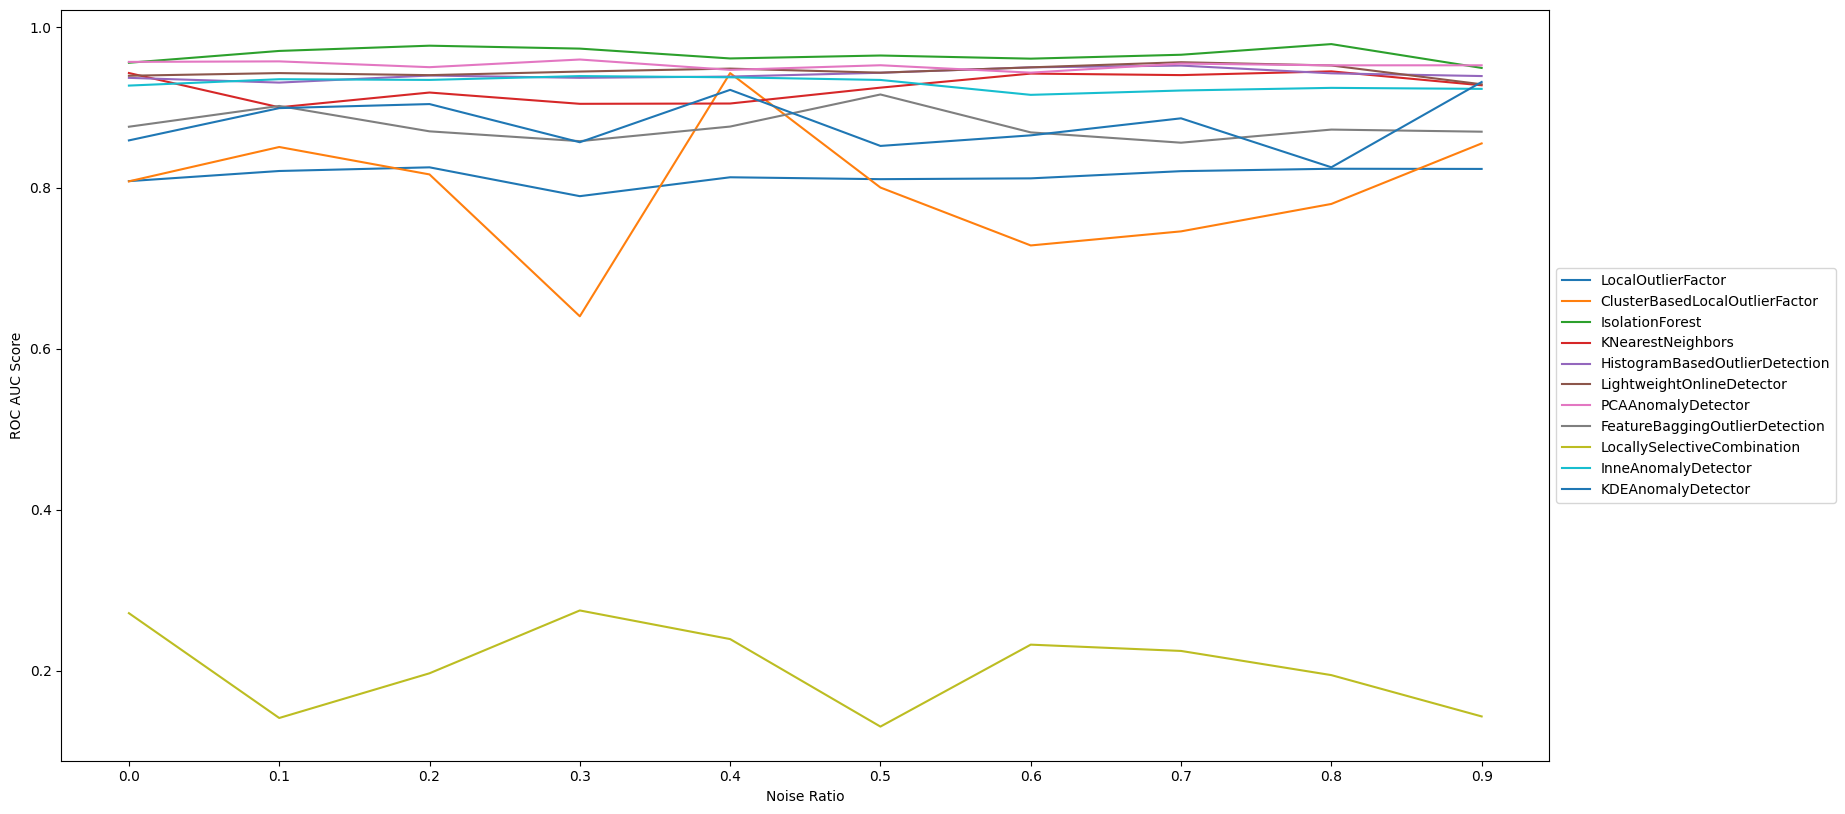 1.0
0.8
0.6
0.4
0.2
ROC AUC Score
0.0 0.1 0.2 0.3 0.4 0.5 0.6 0.7 0.8 0.9
Noise Ratio
LocalOutlierFactor
ClusterBasedLocalOutlierFactor
IsolationForest
KNearestNeighbors
HistogramBasedOutlierDetection
LightweightOnlineDetector
PCAAnomalyDetector
FeatureBaggingOutlierDetection
LocallySelectiveCombination
InneAnomalyDetector
KDEAnomalyDetector